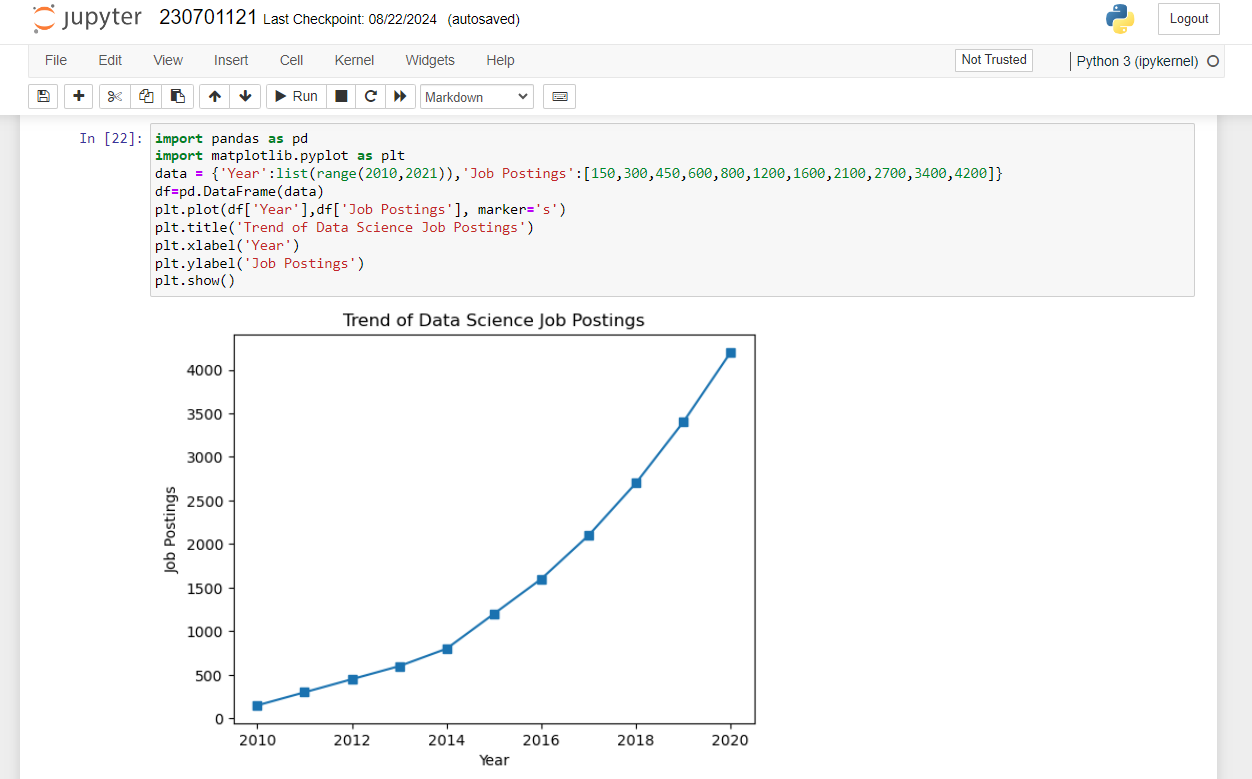 jupyter 230701121 Last Checkpoint: 08/22/2024 (autosaved) Logout
File Edit View Insert Cell Kernel Widgets Help Not Trusted Python 3 (ipykernel)
Run Markdown
In [22]: import pandas as pd
import matplotlib.pyplot as plt
data = {'Year':list(range(2010,2021)),'Job Postings':[150,300,450,600,800,1200,1600,2100,2700,3400,4200]}
df=pd.DataFrame(data)
plt.plot(df['Year'],df['Job Postings'], marker='s')
plt.title('Trend of Data Science Job Postings')
plt.xlabel('Year')
plt.ylabel('Job Postings')
plt.show()
Trend of Data Science Job Postings
4000
3500
3000
2500
2000
1500
1000
500
0
Job Postings
2010 2012 2014 2016 2018 2020
Year